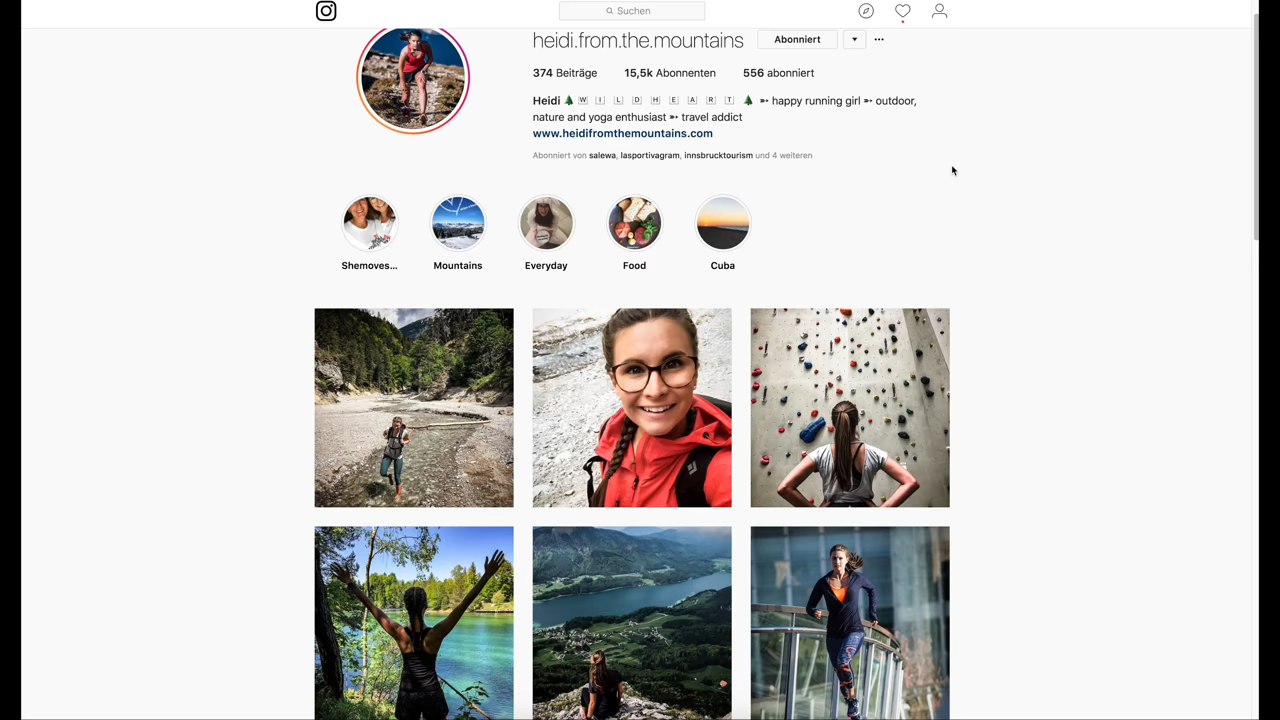 Suchen
heidi.from.the.mountains Abonniert
374 Beiträge 15,5k Abonnenten 556 abonniert
Heidi 🌲 🅆 🄸 🄻 🄳 🄷 🄴 🄰 🅁 🅃 🌲 ➵ happy running girl ➵ outdoor,
nature and yoga enthusiast ➵ travel addict
www.heidifromthemountains.com
Abonniert von salewa, lasportivagram, innsbrucktourism und 4 weiteren
Shemoves... Mountains Everyday Food Cuba